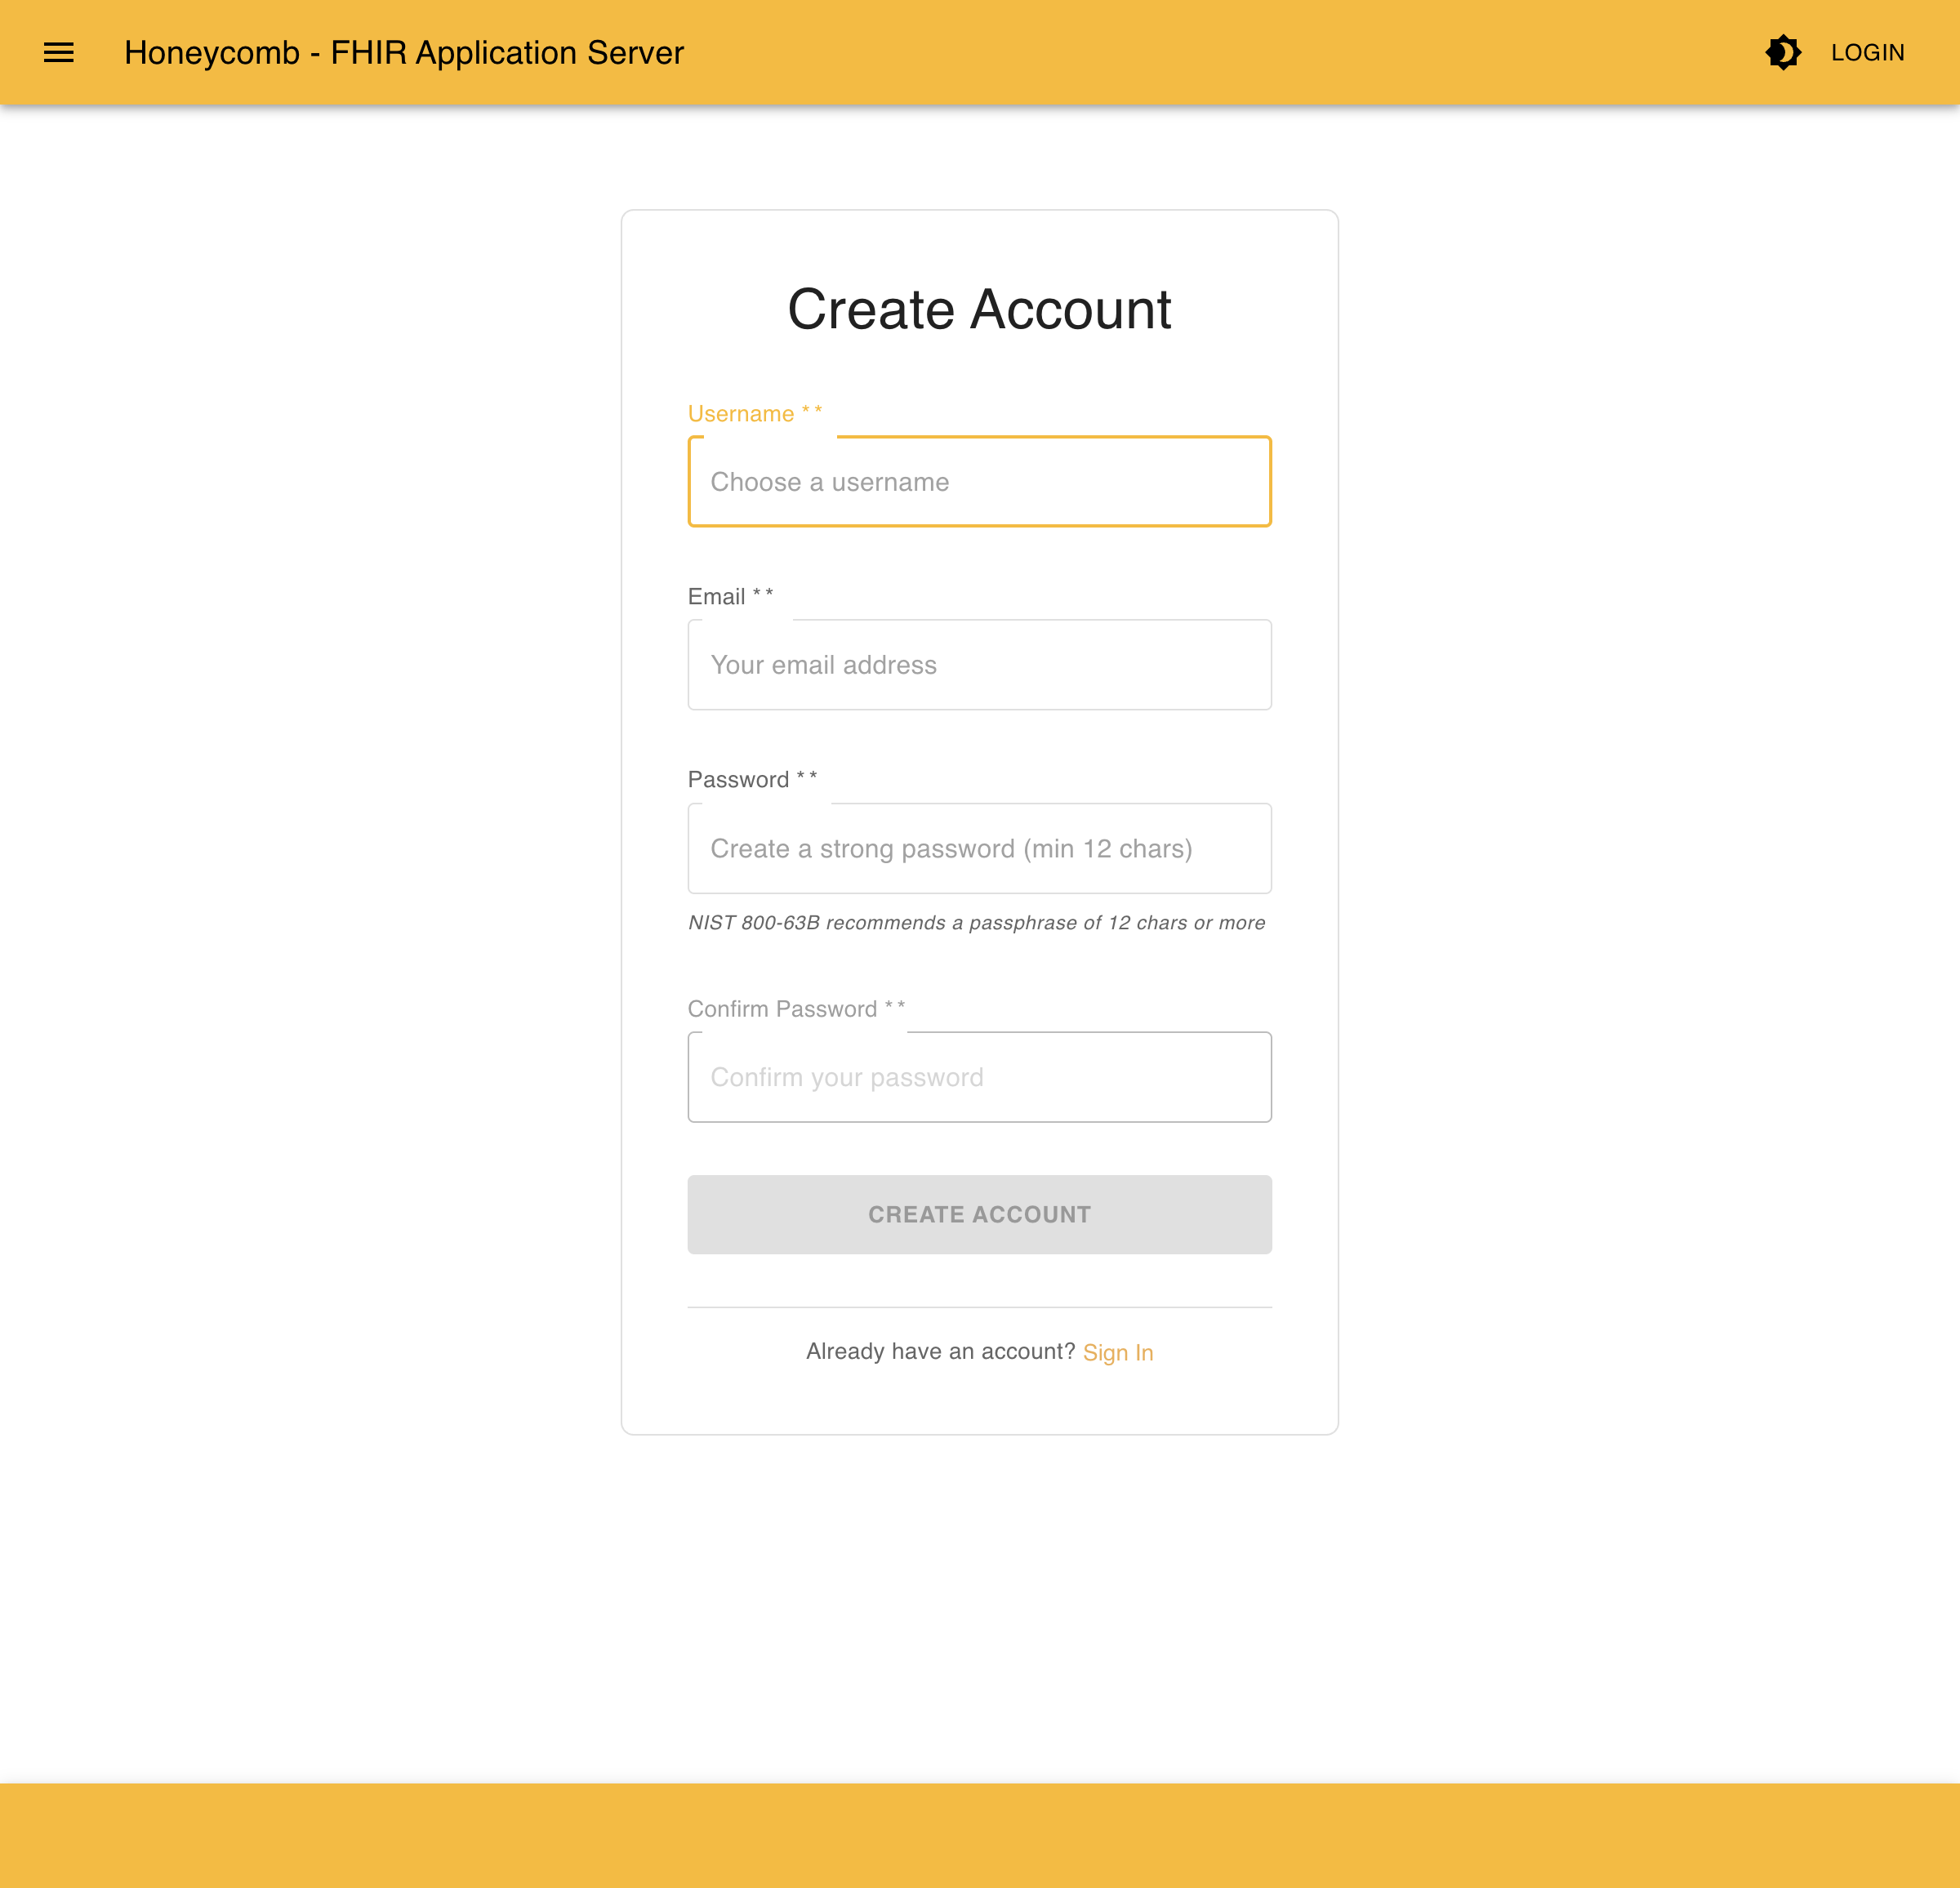 Honeycomb - FHIR Application Server
LOGIN
Create Account
Username * *
Choose a username
Email * *
Your email address
Password * *
Create a strong password (min 12 chars)
NIST 800-63B recommends a passphrase of 12 chars or more
Confirm Password * *
Confirm your password
CREATE ACCOUNT
Already have an account? Sign In